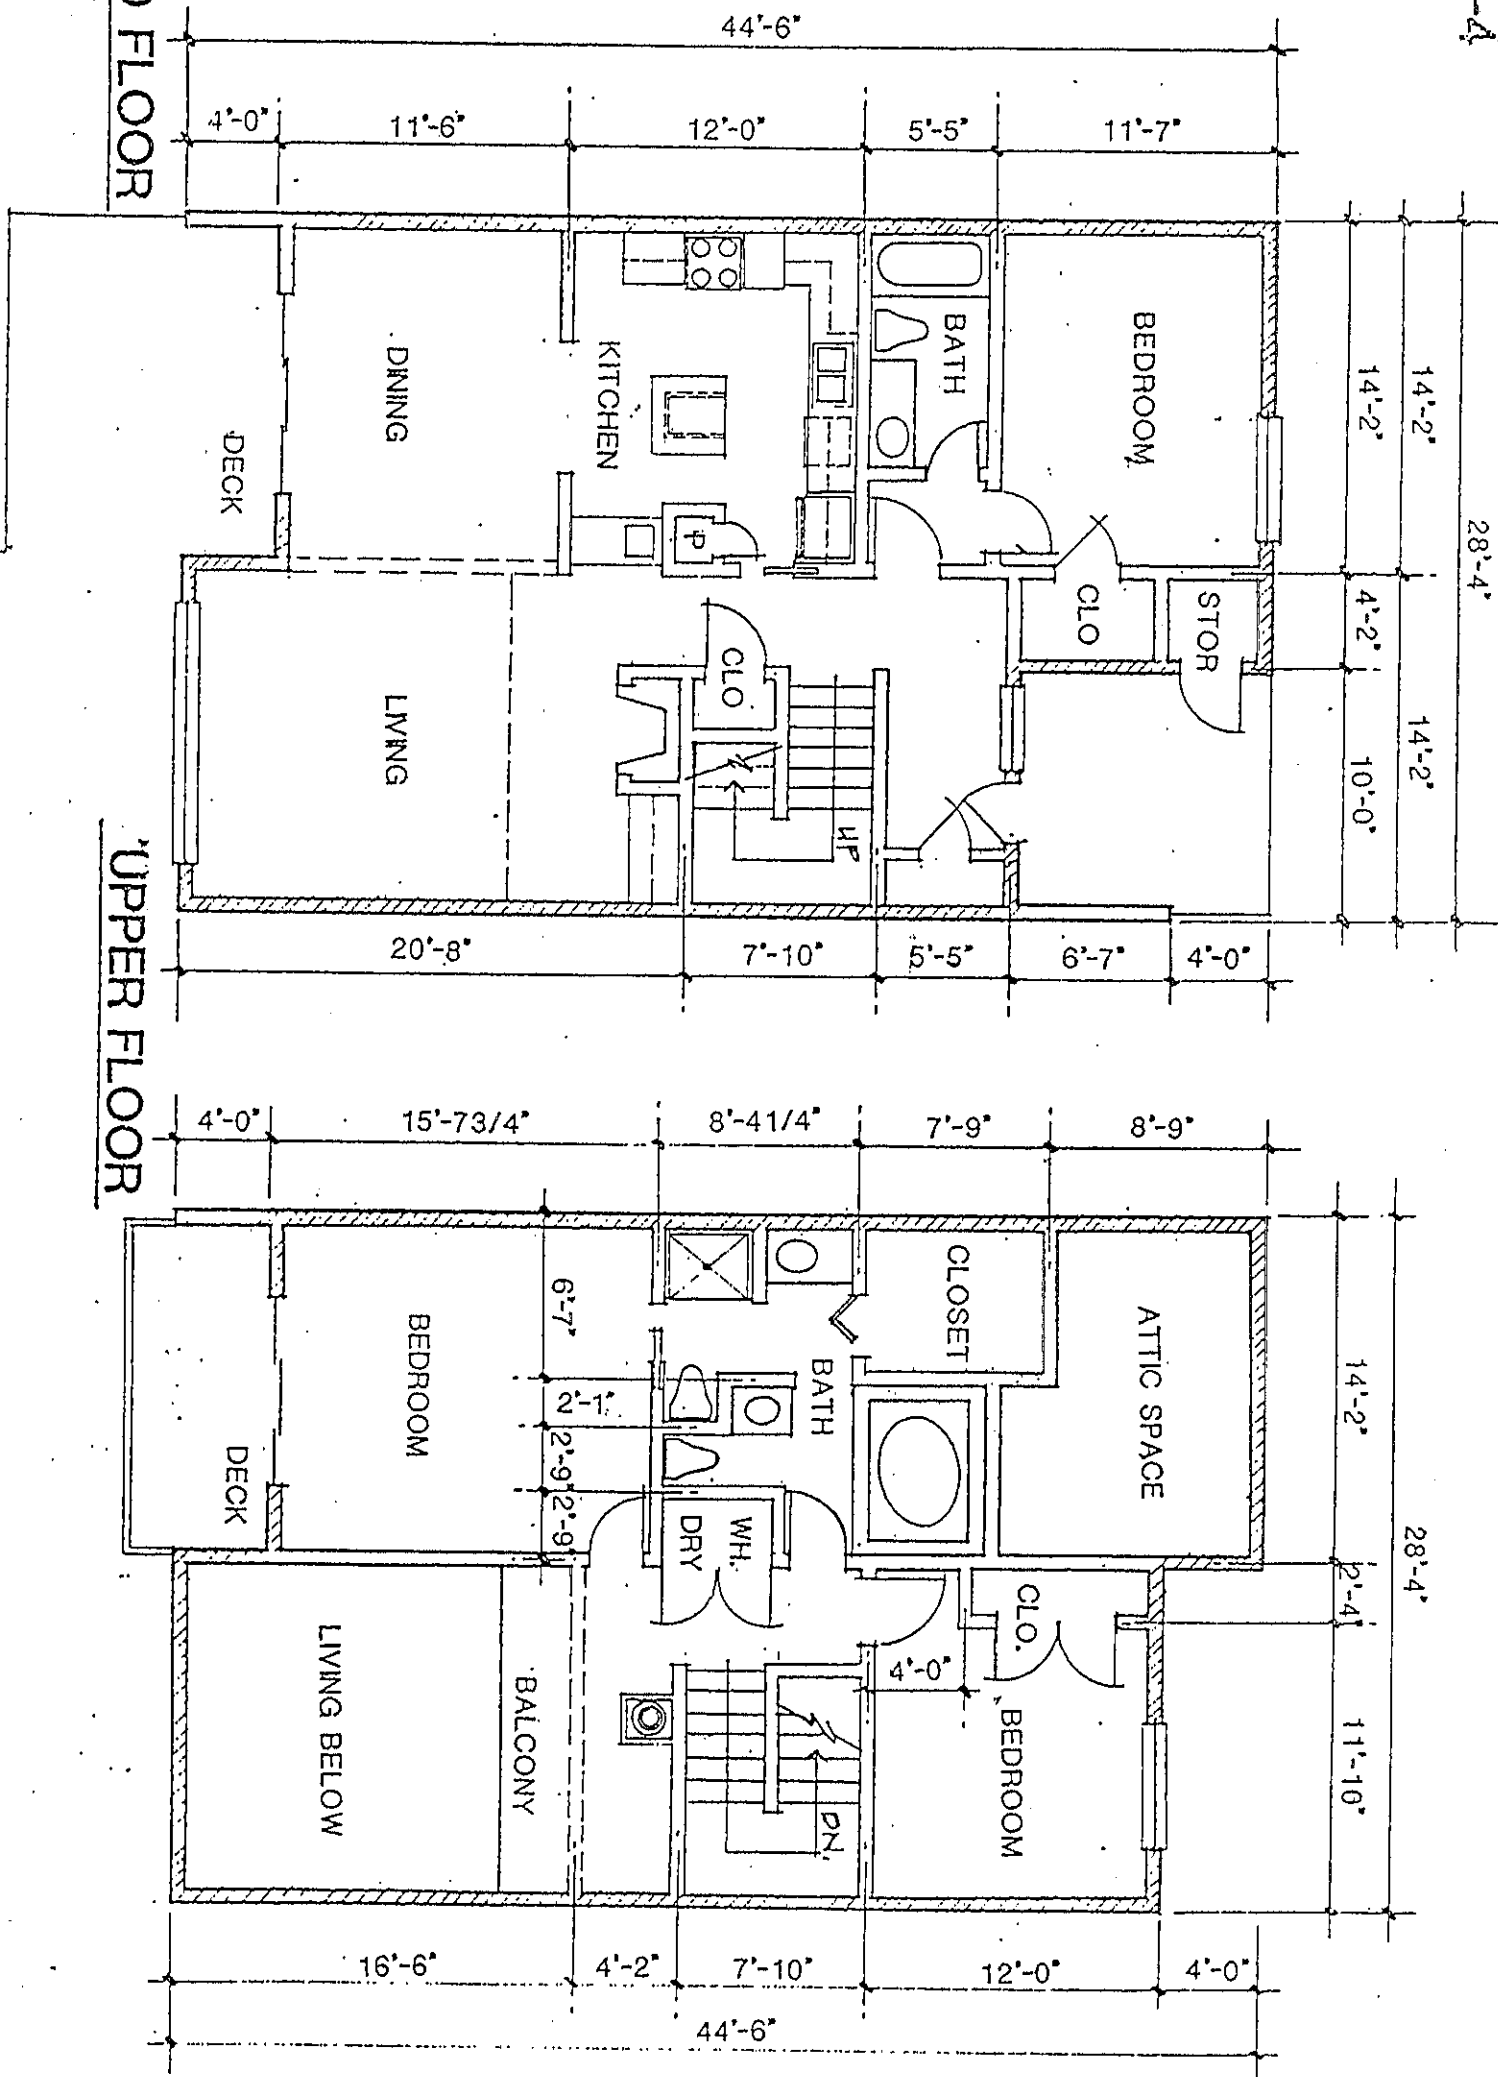 -4
44'-6"
4'-0"
11'-6"
12'-0"
5'-5"
11'-7"
FLOOR
DECK
DINING
KITCHEN
BATH
BEDROOM
P
CLO
CLO
STOR
LIVING
UP
14'-2"
4'-2"
10'-0"
14'-2"
14'-2"
28'-4"
20'-8"
7'-10"
5'-5"
6'-7"
4'-0"
UPPER FLOOR
4'-0"
15'-73/4"
8'-41/4"
7'-9"
8'-9"
DECK
BEDROOM
6'-7"
2'-1"
2'-9"
2'-9"
BATH
CLOSET
ATTIC SPACE
WH.
DRY
CLO.
4'-0"
LIVING BELOW
BALCONY
DN.
BEDROOM
14'-2"
2'-4"
11'-10"
28'-4"
16'-6"
4'-2"
7'-10"
12'-0"
4'-0"
44'-6"